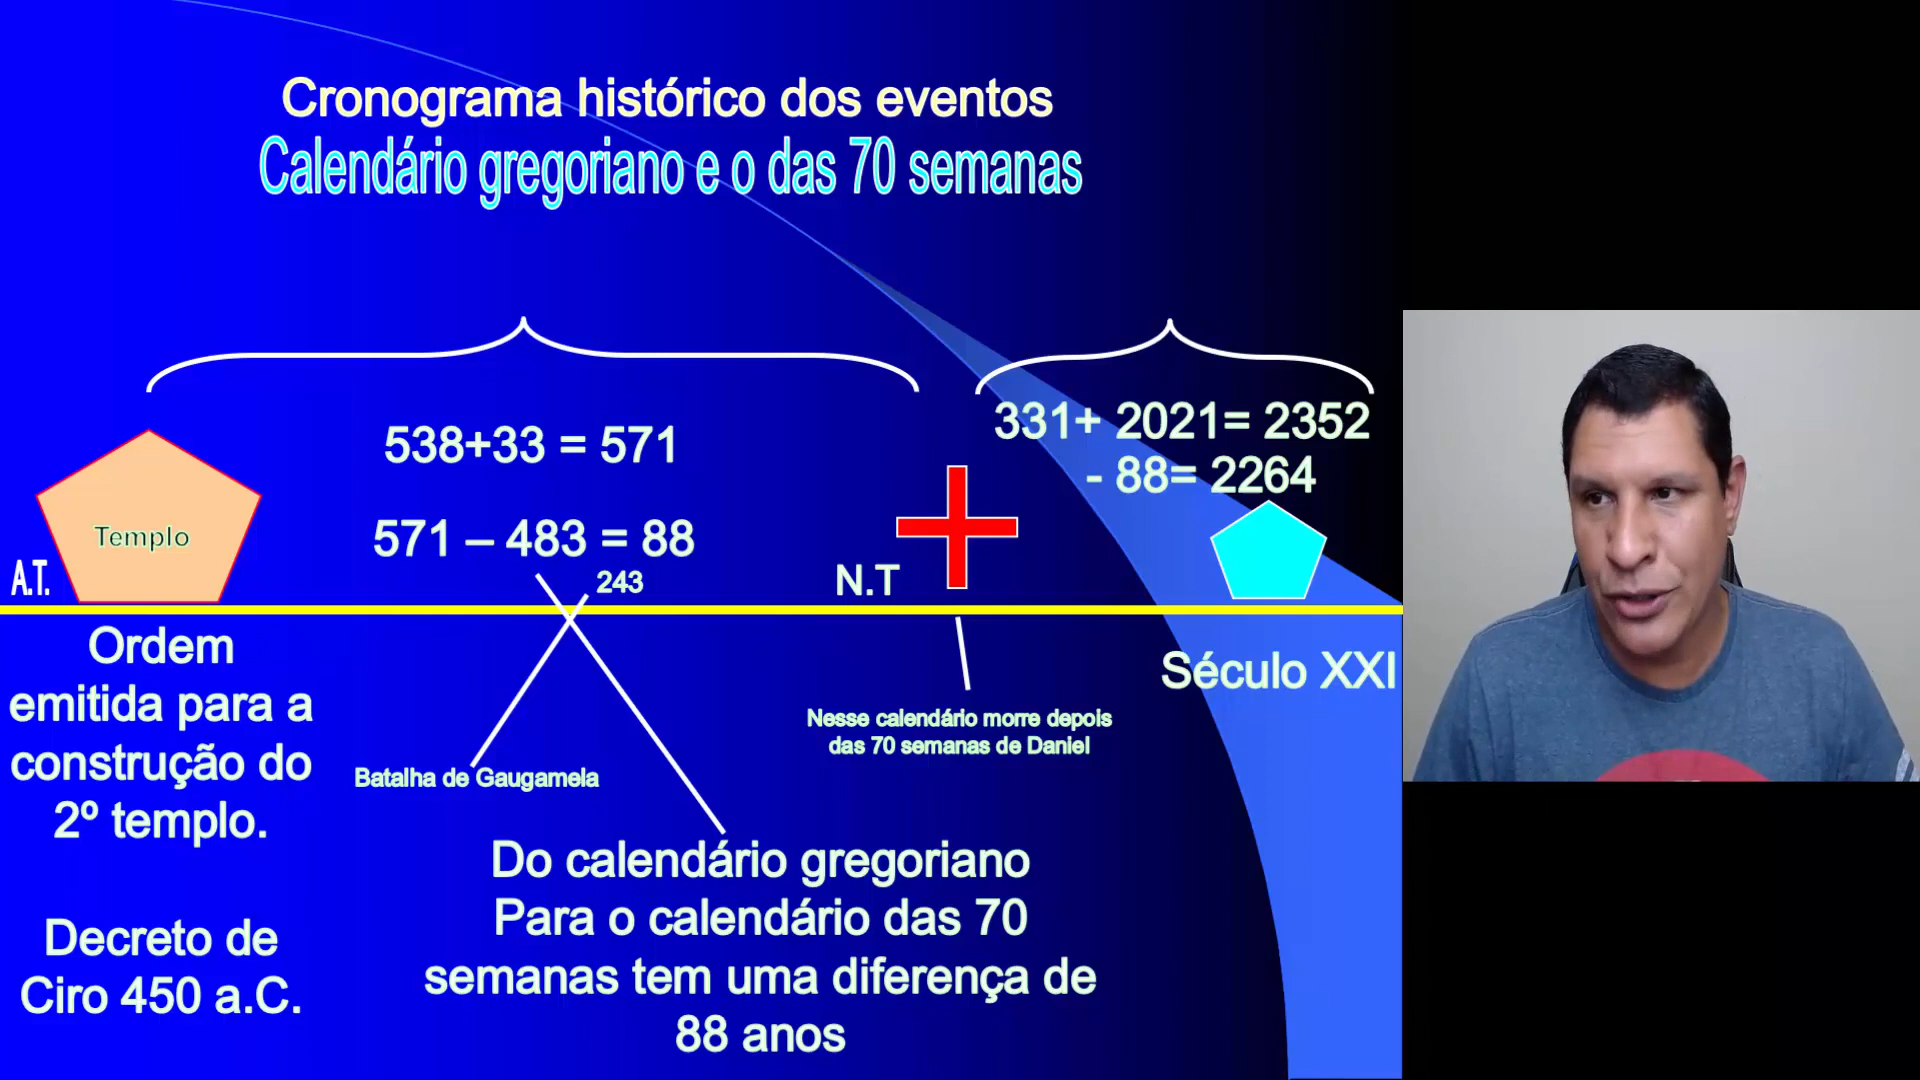 Cronograma histórico dos eventos
Calendário gregoriano e o das 70 semanas
331+ 2021= 2352
- 88= 2264
538+33 = 571
571 – 483 = 88
243
Templo
A.T.
N.T
Ordem
emitida para a
construção do
2º templo.
Decreto de
Ciro 450 a.C.
Batalha de Gaugamela
Nesse calendário morre depois
das 70 semanas de Daniel
Século XXI
Do calendário gregoriano
Para o calendário das 70
semanas tem uma diferença de
88 anos